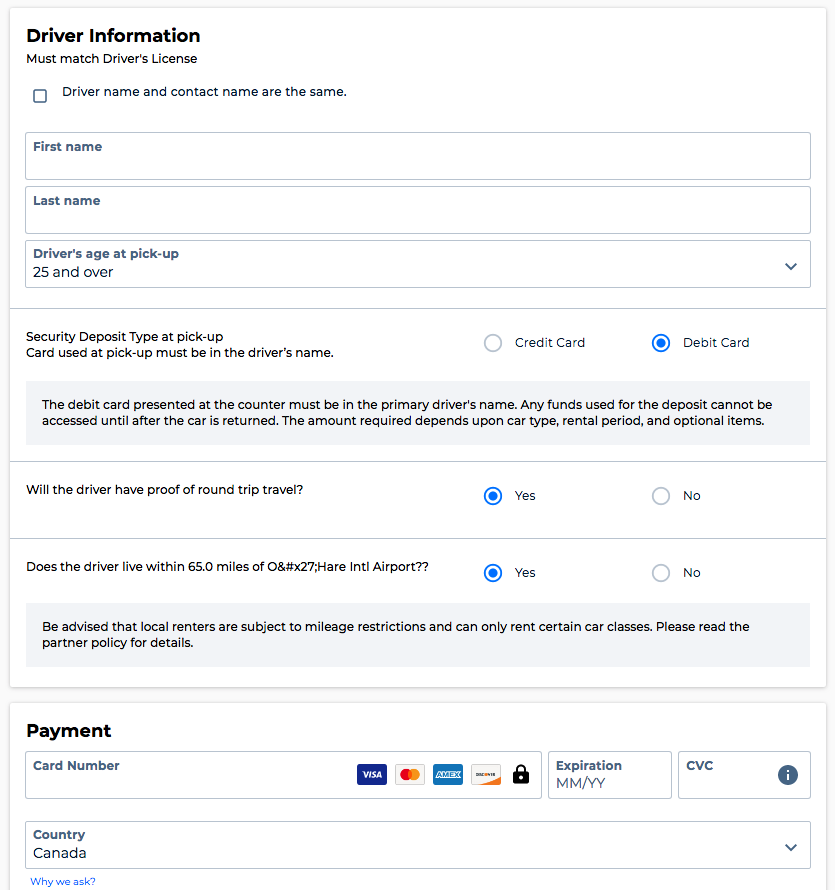 Driver Information
Must match Driver's License
Driver name and contact name are the same.
First name
Last name
Driver's age at pick-up
25 and over
Security Deposit Type at pick-up
Card used at pick-up must be in the driver’s name.
Credit Card
Debit Card
The debit card presented at the counter must be in the primary driver's name. Any funds used for the deposit cannot be
accessed until after the car is returned. The amount required depends upon car type, rental period, and optional items.
Will the driver have proof of round trip travel?
Yes
No
Does the driver live within 65.0 miles of O&#x27;Hare Intl Airport??
Yes
No
Be advised that local renters are subject to mileage restrictions and can only rent certain car classes. Please read the
partner policy for details.
Payment
Card Number
VISA
AMEX
DISCOVER
Expiration
MM/YY
CVC
i
Country
Canada
Why we ask?